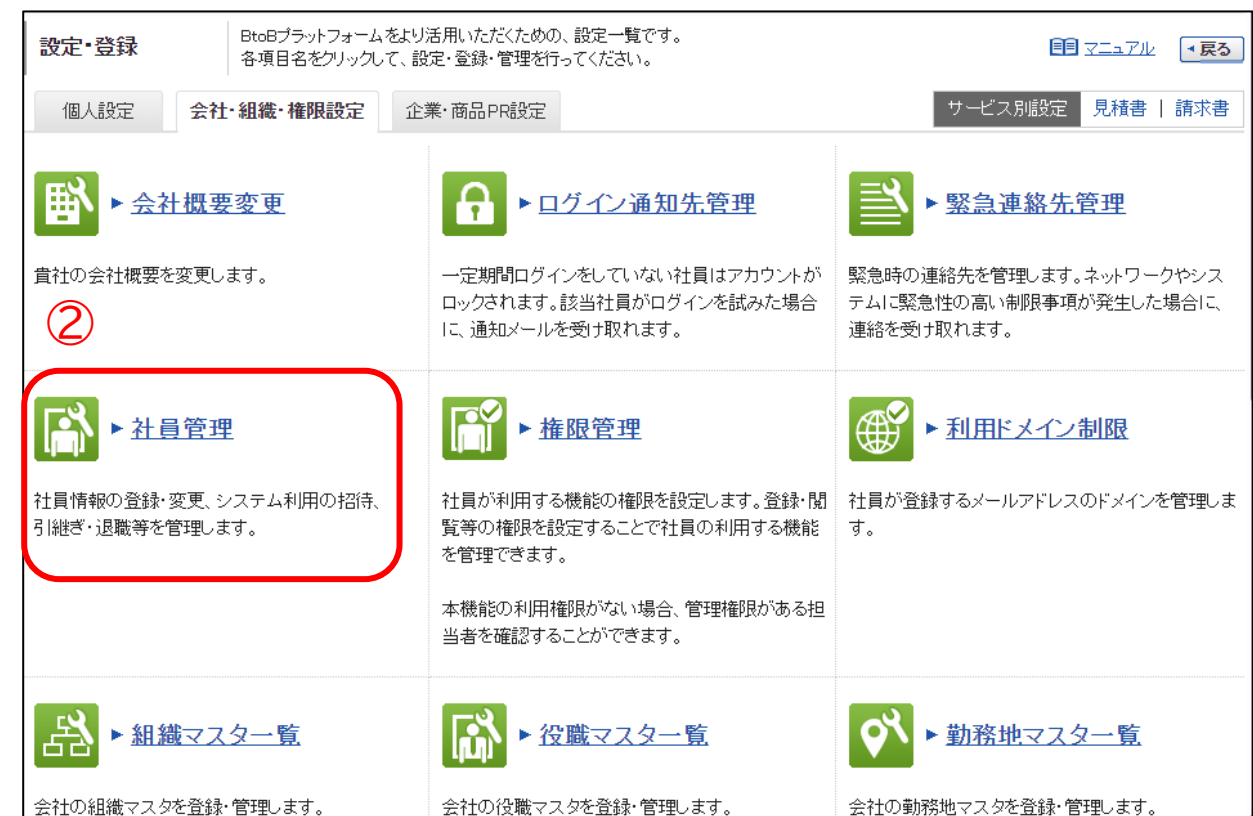 設定・登録
BtoBプラットフォームをより活用いただくための、設定一覧です。
各項目名をクリックして、設定・登録・管理を行ってください。
マニュアル
戻る
個人設定
会社・組織・権限設定
企業・商品PR設定
サービス別設定
見積書 | 請求書
会社概要変更
ログイン通知先管理
緊急連絡先管理
貴社の会社概要を変更します。
一定期間ログインをしていない社員はアカウントが
ロックされます。該当社員がログインを試みた場合
に、通知メールを受け取れます。
緊急時の連絡先を管理します。ネットワークやシス
テムに緊急性の高い制限事項が発生した場合に、
連絡を受け取れます。
②
社員管理
権限管理
利用ドメイン制限
社員情報の登録・変更、システム利用の招待、
引継ぎ・退職等を管理します。
社員が利用する機能の権限を設定します。登録・閲
覧等の権限を設定することで社員の利用する機能
を管理できます。
本機能の利用権限がない場合、管理権限がある担
当者を確認することができます。
社員が登録するメールアドレスのドメインを管理しま
す。
組織マスター覧
役職マスター覧
勤務地マスター覧
会社の組織マスタを登録・管理します。
会社の役職マスタを登録・管理します。
会社の勤務地マスタを登録・管理します。